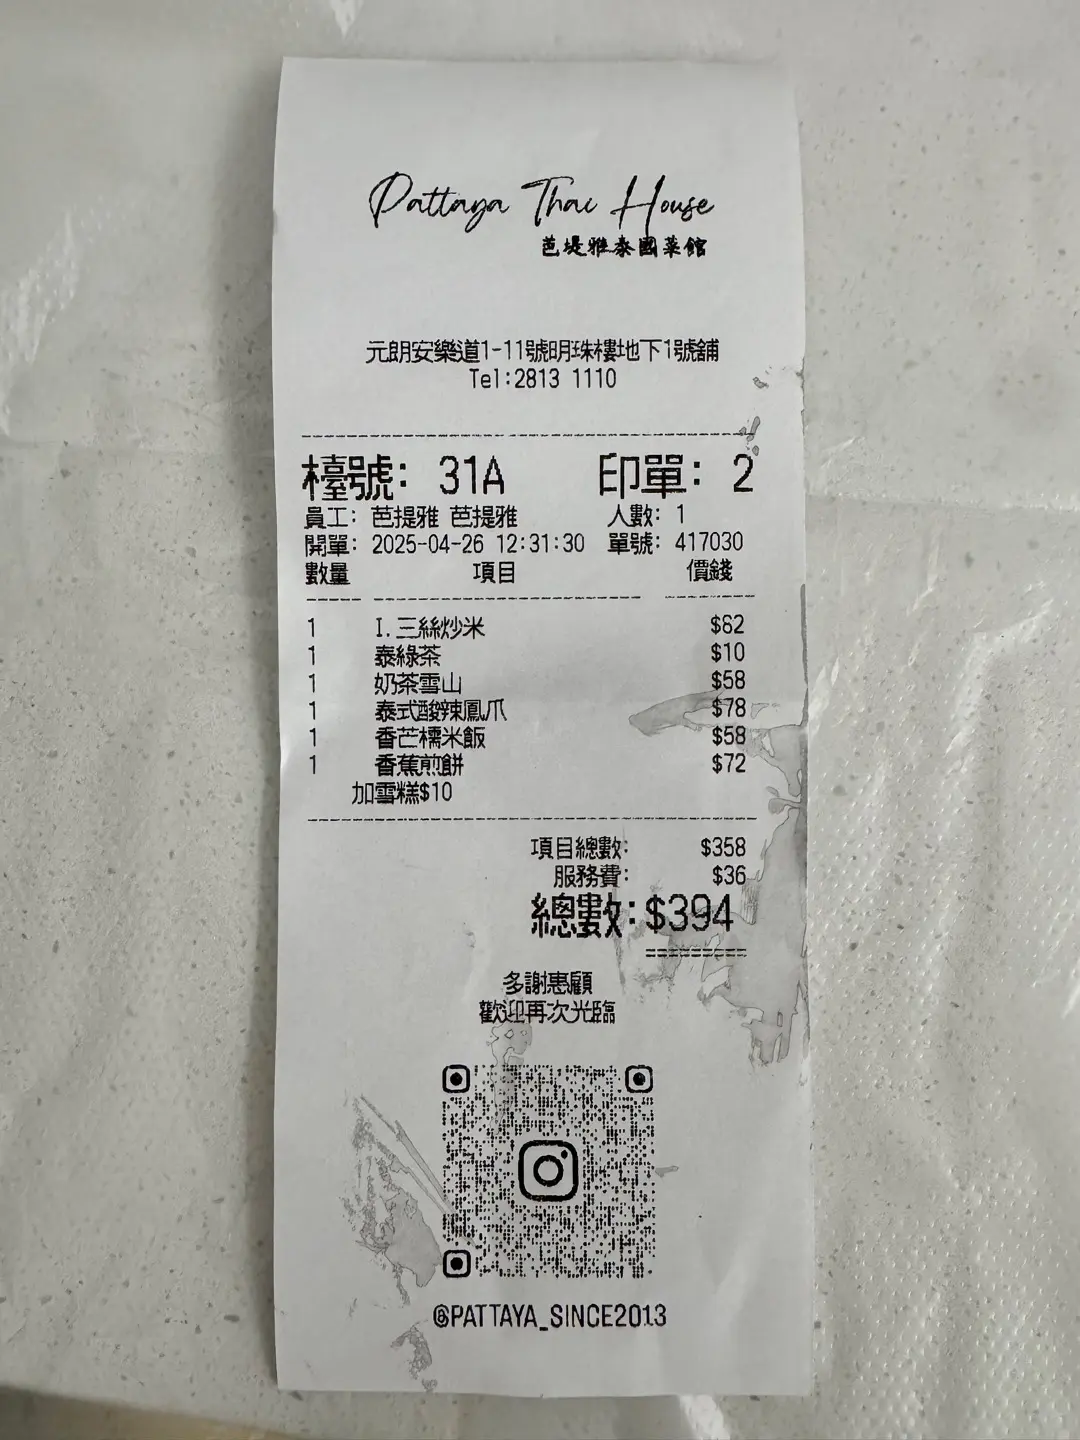 Pattaya Thai House
芭堤雅泰國菜館
元朗安樂道1-11號明珠樓地下1號舖
Tel:2813 1110
檯號: 31A 印單: 2
員工: 芭提雅 芭提雅 人數: 1
開單: 2025-04-26 12:31:30 單號: 417030
數量 項目 價錢
1 I.三絲炒米 $82
1 泰綠茶 $10
1 奶茶雪山 $58
1 泰式酸辣鳳爪 $78
1 香芒糯米飯 $58
1 香蕉煎餅 $72
加雪糕$10
項目總數: $358
服務費: $36
總數:$394
多謝惠顧
歡迎再次光臨
@PATTAYA_SINCE2013